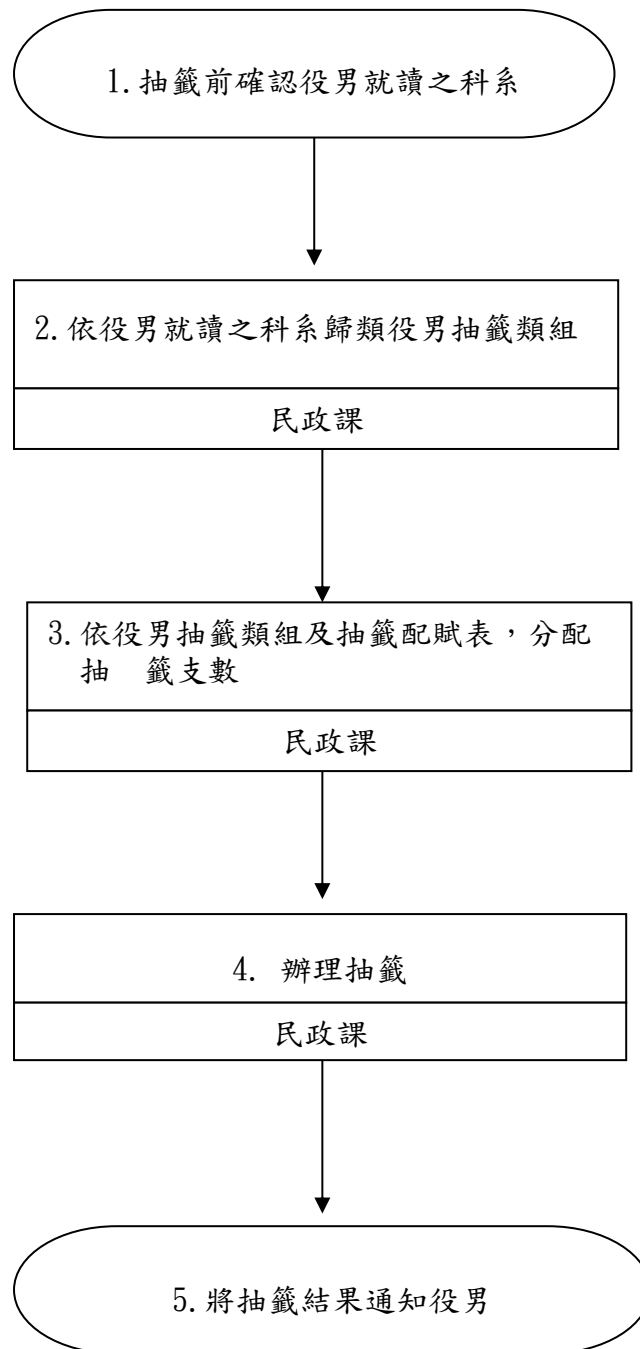 1.抽籤前確認役男就讀之科系
2.依役男就讀之科系歸類役男抽籤類組
民政課
3.依役男抽籤類組及抽籤配賦表，分配
抽　籤支數
民政課
4. 辦理抽籤
民政課
5.將抽籤結果通知役男